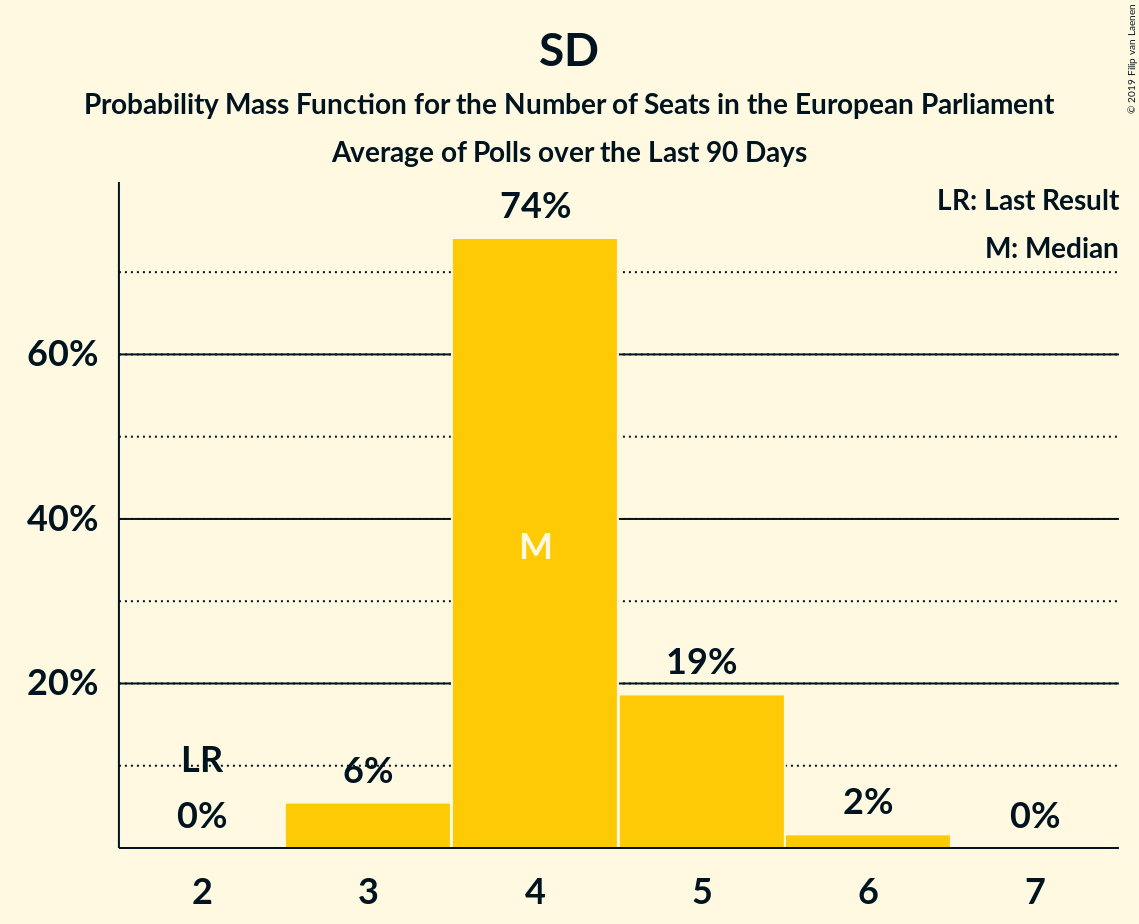 SD
Probability Mass Function for the Number of Seats in the European Parliament
Average of Polls over the Last 90 Days
© 2019 Filip van Laenen
LR: Last Result
M: Median
74%
60%
40%
M
20%
19%
LR
0%
6%
2%
0%
2 3 4 5 6 7